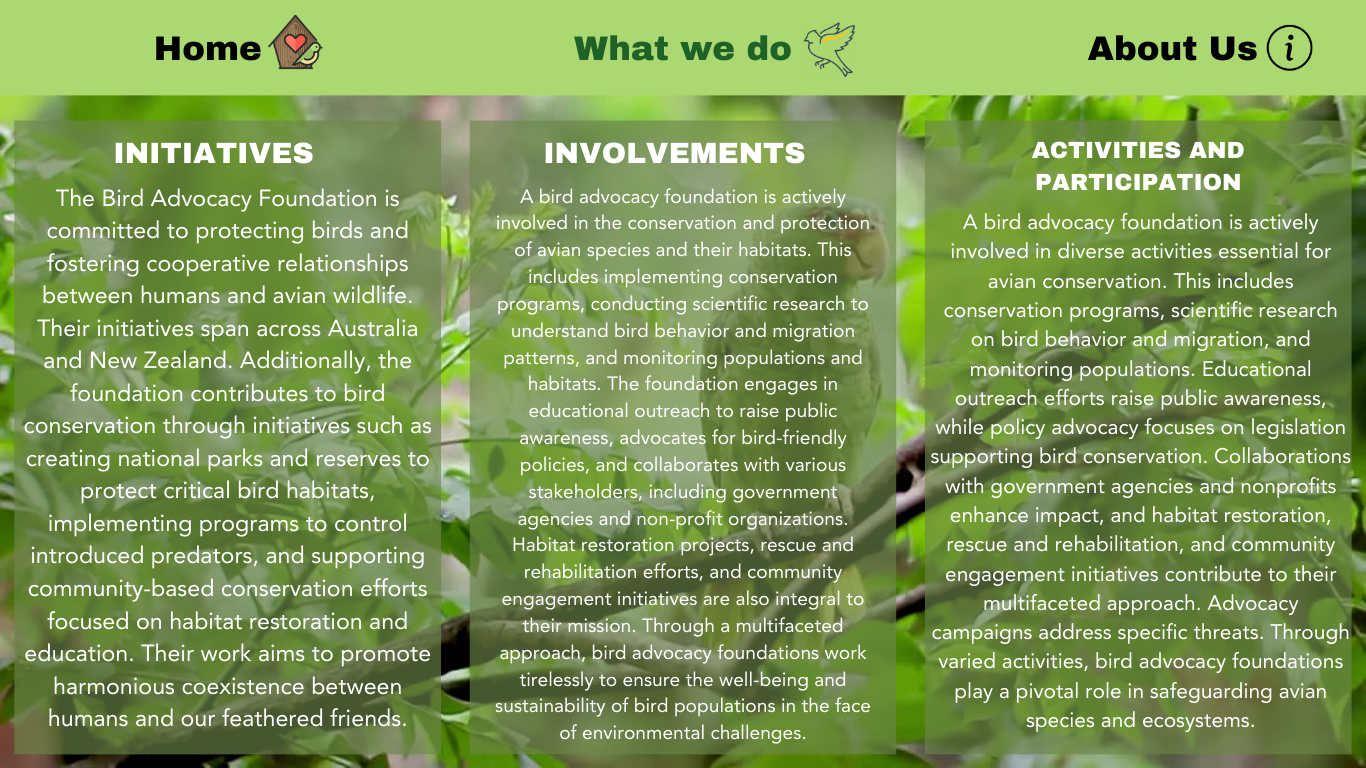 Home
What we do
About Us
i
INITIATIVES
The Bird Advocacy Foundation is
committed to protecting birds and
fostering cooperative relationships
between humans and avian wildlife.
Their initiatives span across Australia
and New Zealand. Additionally, the
foundation contributes to bird
conservation through initiatives such as
creating national parks and reserves to
protect critical bird habitats,
implementing programs to control
introduced predators, and supporting
community-based conservation efforts
focused on habitat restoration and
education. Their work aims to promote
harmonious coexistence between
humans and our feathered friends.
INVOLVEMENTS
A bird advocacy foundation is actively
involved in the conservation and protection
of avian species and their habitats. This
includes implementing conservation
programs, conducting scientific research to
understand bird behavior and migration
patterns, and monitoring populations and
habitats. The foundation engages in
educational outreach to raise public
awareness, advocates for bird-friendly
policies, and collaborates with various
stakeholders, including government
agencies and non-profit organizations.
Habitat restoration projects, rescue and
rehabilitation efforts, and community
engagement initiatives are also integral to
their mission. Through a multifaceted
approach, bird advocacy foundations work
tirelessly to ensure the well-being and
sustainability of bird populations in the face
of environmental challenges.
ACTIVITIES AND
PARTICIPATION
A bird advocacy foundation is actively
involved in diverse activities essential for
avian conservation. This includes
conservation programs, scientific research
on bird behavior and migration, and
monitoring populations. Educational
outreach efforts raise public awareness,
while policy advocacy focuses on legislation
supporting bird conservation. Collaborations
with government agencies and nonprofits
enhance impact, and habitat restoration,
rescue and rehabilitation, and community
engagement initiatives contribute to their
multifaceted approach. Advocacy
campaigns address specific threats. Through
varied activities, bird advocacy foundations
play a pivotal role in safeguarding avian
species and ecosystems.